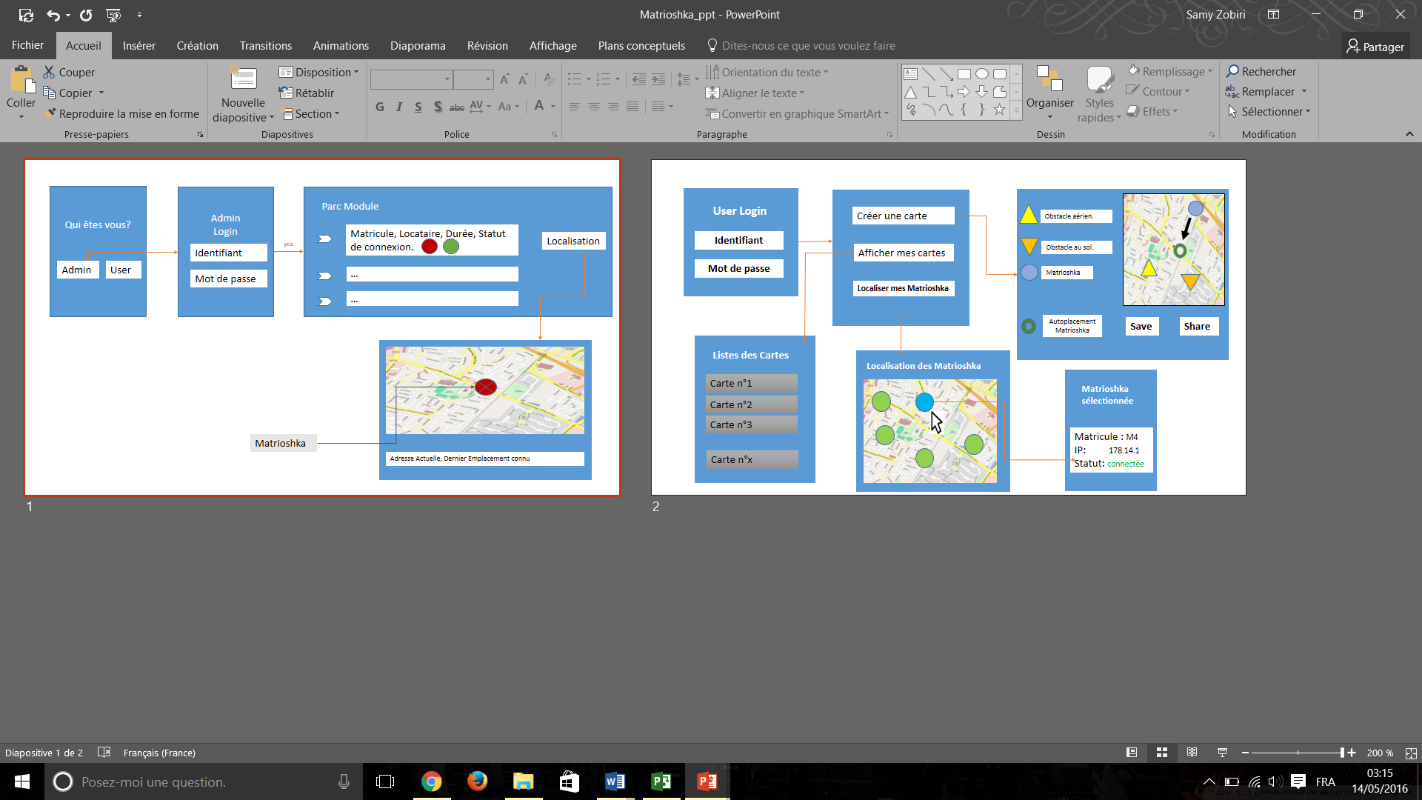 Matrioshka_ppt - PowerPoint
Samy Zobiri
Fichier
Accueil
Insérer
Création
Transitions
Animations
Diaporama
Révision
Affichage
Plans conceptuels
Dites-nous ce que vous voulez faire
Partager
Coller
Couper
Copier
Reproduire la mise en forme
Presse-papiers
Nouvelle
diapositive
Disposition
Rétablir
Section
Diapositives
G I S S abc AV Aa A
Police
Orientation du texte
Aligner le texte
Convertir en graphique SmartArt
Paragraphe
Organiser
Styles
rapides
Remplissage
Contour
Effets
Dessin
Rechercher
Remplacer
Sélectionner
Modification
Qui êtes vous?
Admin
User
Admin
Login
Identifiant
Mot de passe
yes
Parc Module
Matricule, Locataire, Durée, Statut
de connexion.
...
...
Localisation
Matrioshka
Adresse Actuelle, Dernier Emplacement connu
1
User Login
Identifiant
Mot de passe
Créer une carte
Afficher mes cartes
Localiser mes Matrioshka
Obstacle aérien.
Obstacle au sol.
Matrioshka
Autoplacement
Matrioshka
Save
Share
Listes des Cartes
Carte n°1
Carte n°2
Carte n°3
Carte n°x
Localisation des Matrioshka
Matrioshka
sélectionnée
Matricule : M4
IP: 178.14.1
Statut: connectée
2
Diapositive 1 de 2
Français (France)
200 %
Posez-moi une question.
FRA
03:15
14/05/2016